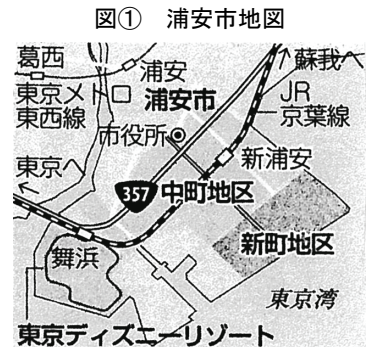 図① 浦安市地図
葛西
浦安
蘇我へ
東京メトロ
東西線
浦安市
JR
京葉線
市役所
東京へ
新浦安
357
中町地区
新町地区
舞浜
東京湾
東京ディズニーリゾート